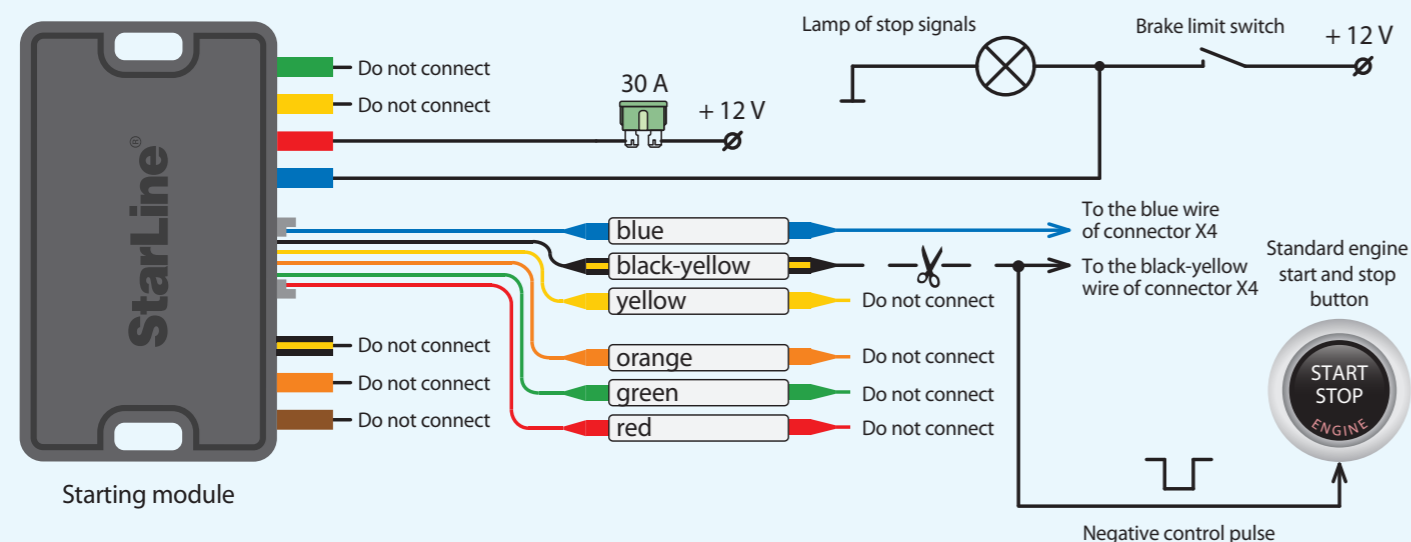 Lamp of stop signals
Brake limit switch
+ 12 V
Do not connect
Do not connect
30 A
+ 12 V
StarLine®
blue
To the blue wire
of connector X4
black-yellow
To the black-yellow
wire of connector X4
Standard engine
start and stop
button
yellow
Do not connect
Do not connect
orange
Do not connect
Do not connect
green
Do not connect
Do not connect
red
Do not connect
START
STOP
ENGINE
Starting module
Negative control pulse